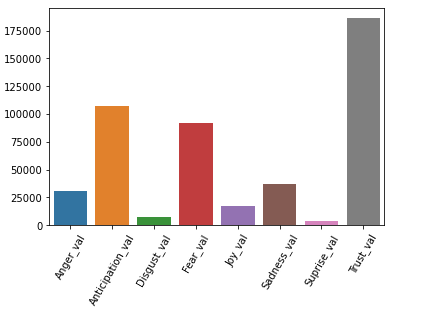 175000
150000
125000
100000
75000
50000
25000
0
Anger_val
Anticipation_val
Disgust_val
Fear_val
Joy_val
Sadness_val
Suprise_val
Trust_val